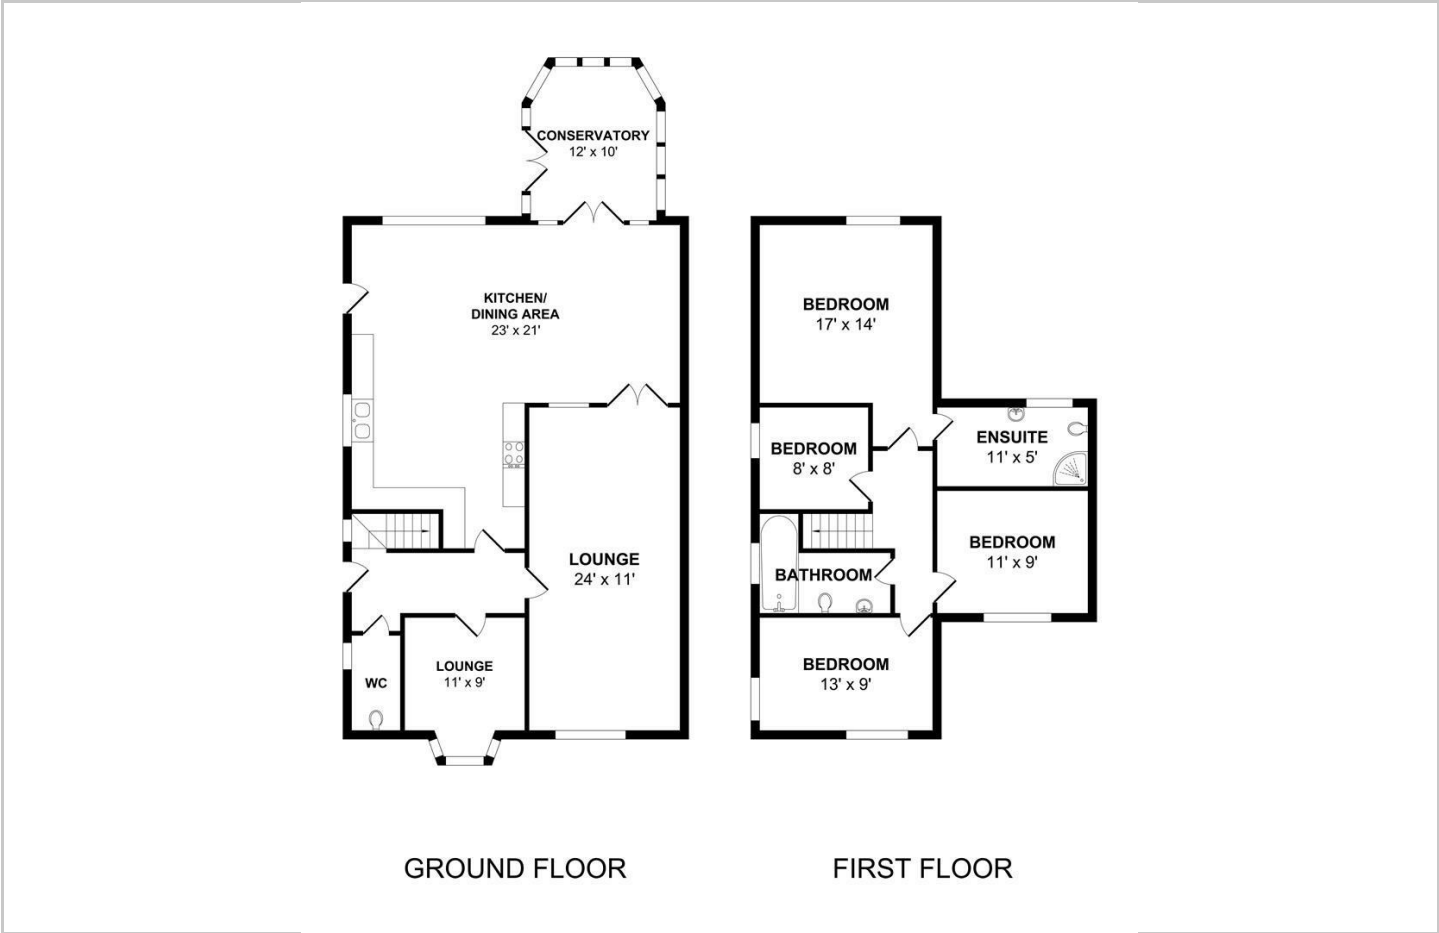 CONSERVATORY
12' x 10'
KITCHEN/
DINING AREA
23' x 21'
LOUNGE
24' x 11'
LOUNGE
11' x 9'
WC
GROUND FLOOR
BEDROOM
17' x 14'
BEDROOM
8' x 8'
ENSUITE
11' x 5'
BEDROOM
11' x 9'
BATHROOM
BEDROOM
13' x 9'
FIRST FLOOR